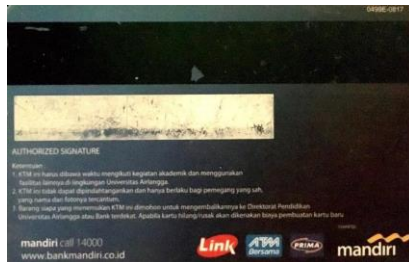 0499E-0817
AUTHORIZED SIGNATURE
Ketentuan :
1. KTM ini harus dibawa waktu mengikuti kegiatan akademik dan menggunakan
fasilitas lainnya di lingkungan Universitas Airlangga.
2. KTM ini tidak dapat dipindahtangankan dan hanya berlaku bagi pemegang yang sah,
yang nama dan fotonya tercantum.
3. Barang siapa yang menemukan KTM ini dimohon untuk mengembalikannya ke Direktorat Pendidikan
Universitas Airlangga atau Bank terdekat. Apabila kartu hilang/rusak akan dikenakan biaya pembuatan kartu baru
mandiri call 14000
www.bankmandiri.co.id
Link
ATM
Bersama
PRIMA
mandiri